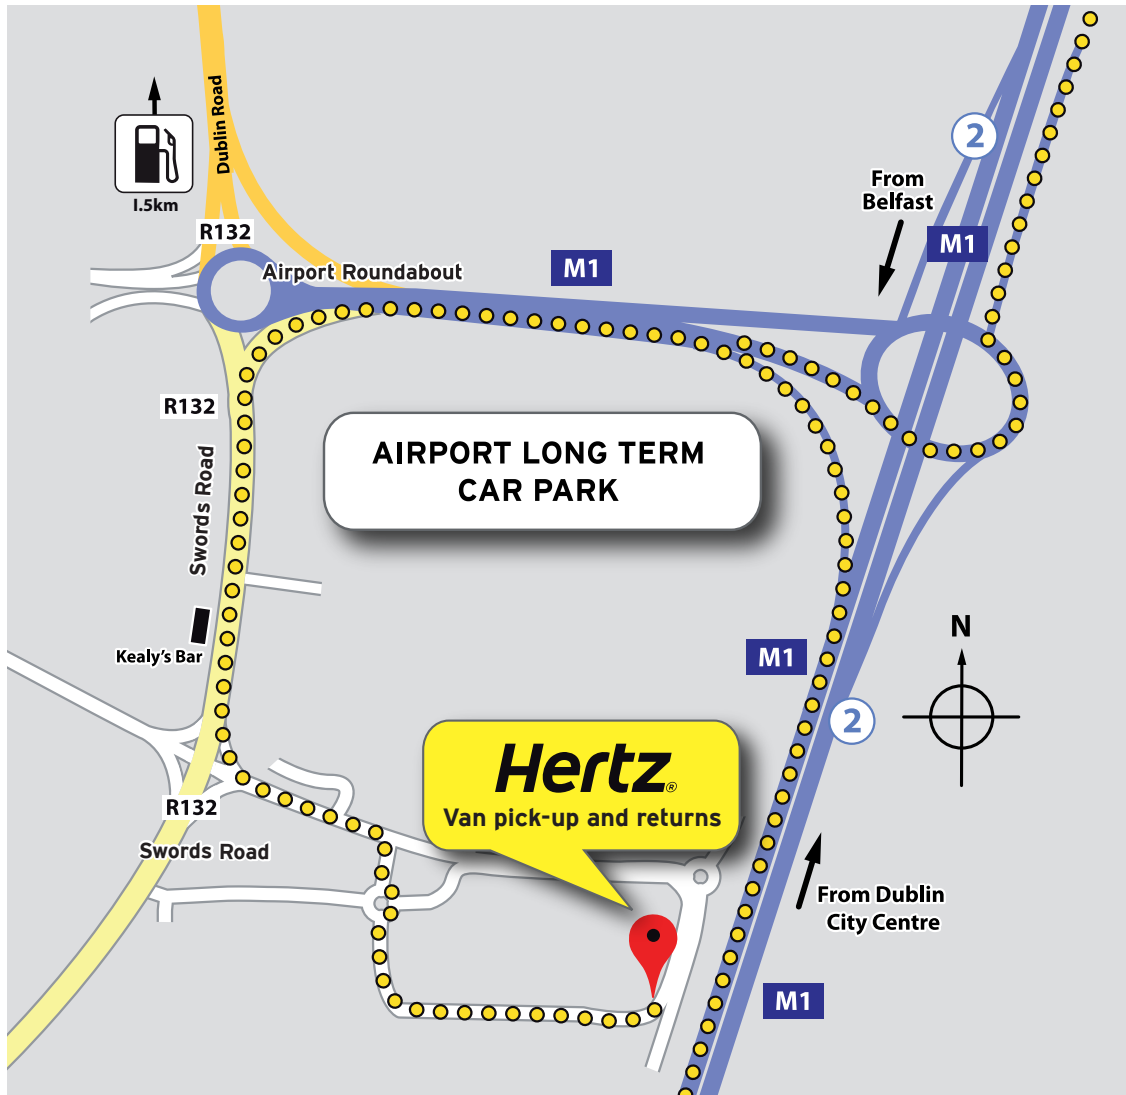 Dublin Road
2
From
Belfast
1.5km
R132
M1
M1
Airport Roundabout
R132
AIRPORT LONG TERM
CAR PARK
Swords Road
N
Kealy's Bar
M1
2
Hertz®
Van pick-up and returns
R132
Swords Road
From Dublin
City Centre
M1